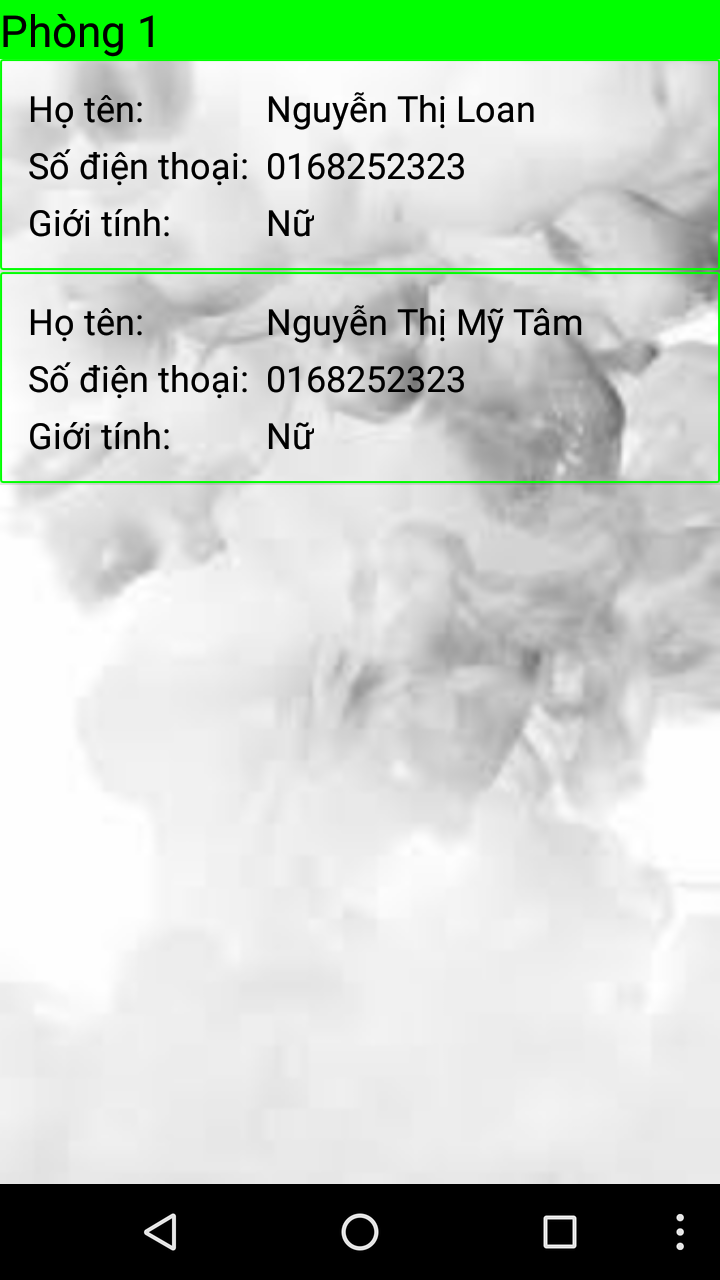 Phòng 1
Họ tên: Nguyễn Thị Loan
Số điện thoại: 0168252323
Giới tính: Nữ
Họ tên: Nguyễn Thị Mỹ Tâm
Số điện thoại: 0168252323
Giới tính: Nữ